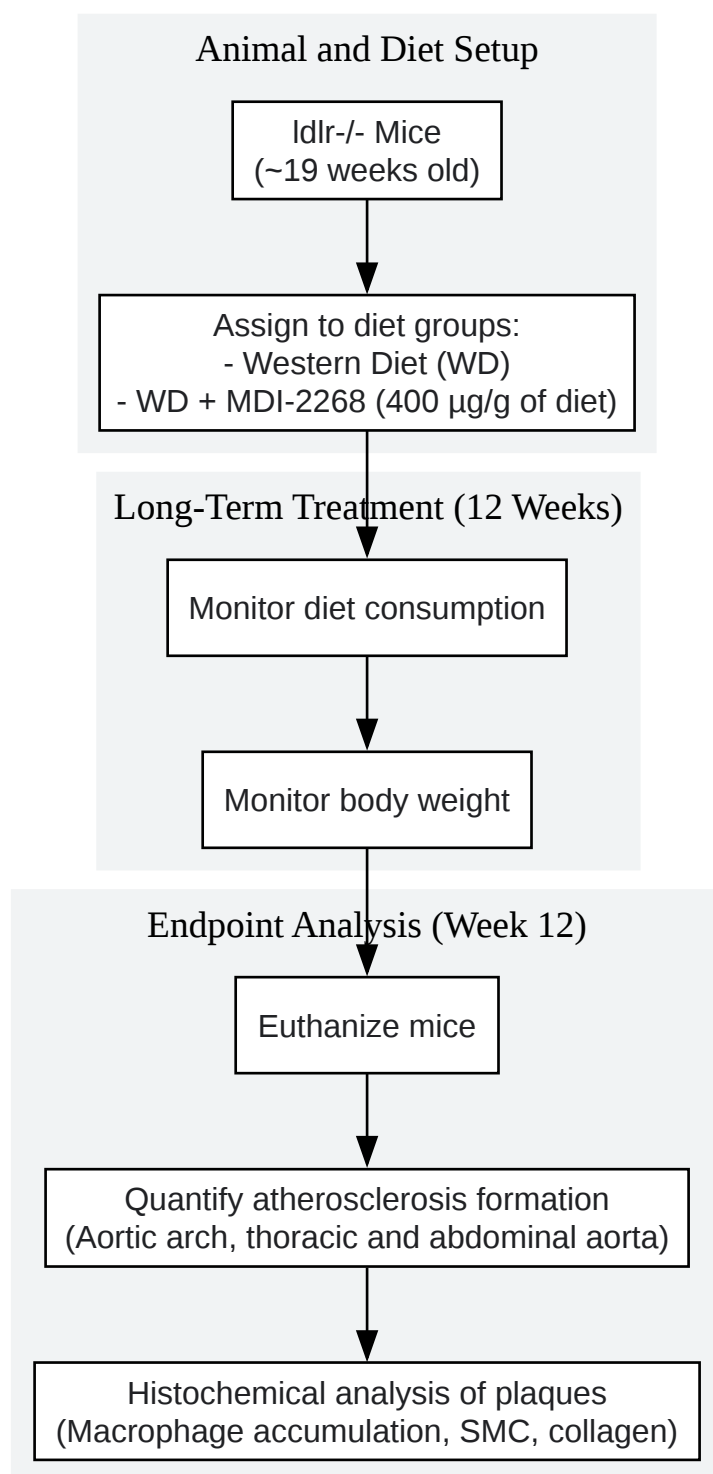 Animal and Diet Setup
ldlr-/- Mice
(~19 weeks old)
Assign to diet groups:
- Western Diet (WD)
- WD + MDI-2268 (400 µg/g of diet)
Long-Term Treatment (12 Weeks)
Monitor diet consumption
Monitor body weight
Endpoint Analysis (Week 12)
Euthanize mice
Quantify atherosclerosis formation
(Aortic arch, thoracic and abdominal aorta)
Histochemical analysis of plaques
(Macrophage accumulation, SMC, collagen)